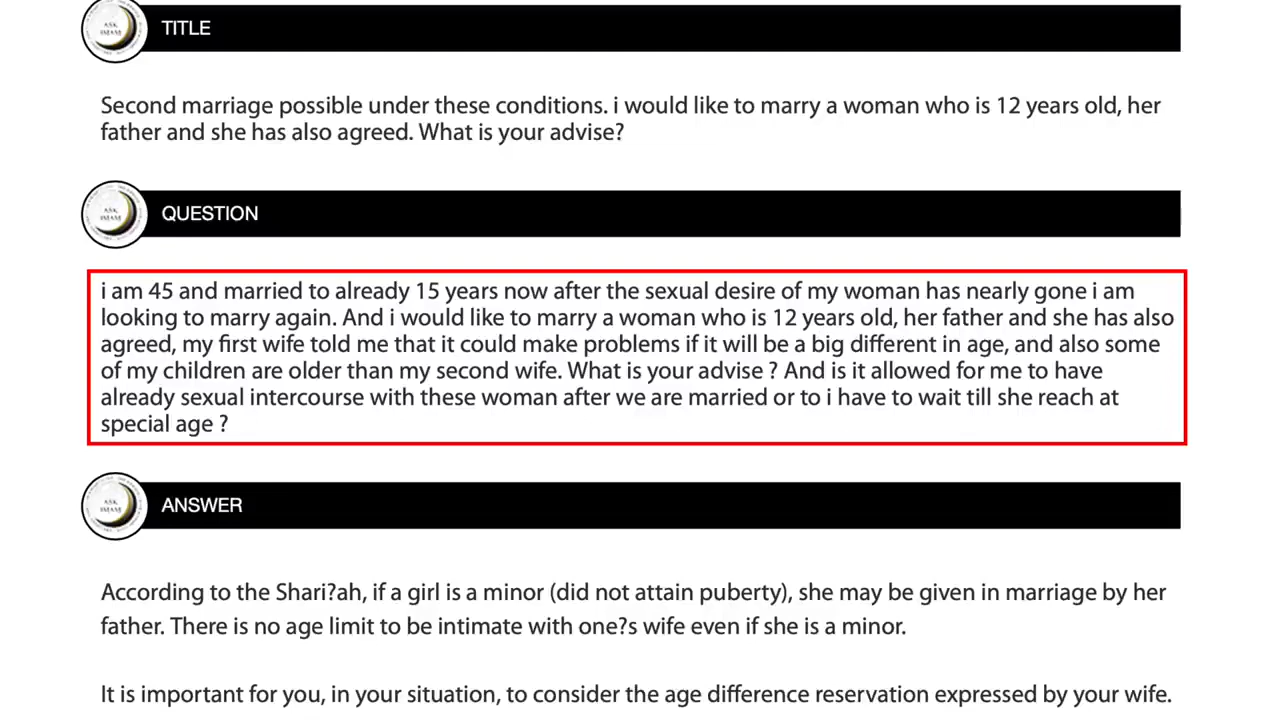 TITLE
Second marriage possible under these conditions. i would like to marry a woman who is 12 years old, her
father and she has also agreed. What is your advise?
QUESTION
i am 45 and married to already 15 years now after the sexual desire of my woman has nearly gone i am
looking to marry again. And i would like to marry a woman who is 12 years old, her father and she has also
agreed, my first wife told me that it could make problems if it will be a big different in age, and also some
of my children are older than my second wife. What is your advise ? And is it allowed for me to have
already sexual intercourse with these woman after we are married or to i have to wait till she reach at
special age ?
ANSWER
According to the Shari?ah, if a girl is a minor (did not attain puberty), she may be given in marriage by her
father. There is no age limit to be intimate with one?s wife even if she is a minor.
It is important for you, in your situation, to consider the age difference reservation expressed by your wife.